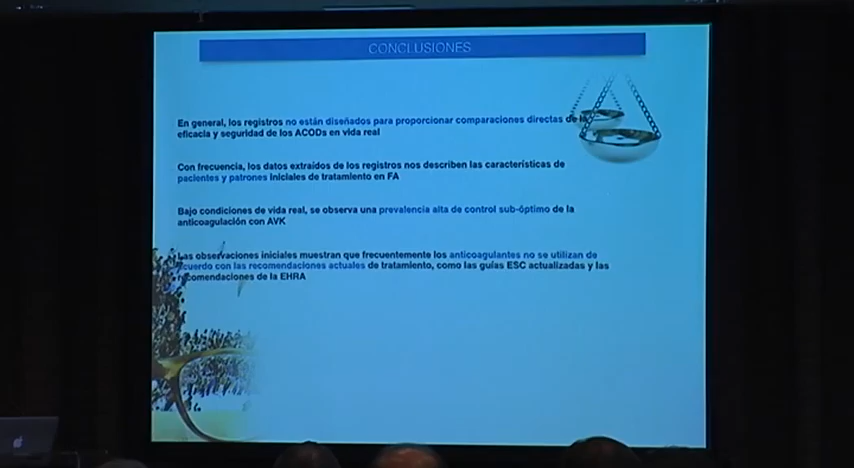 CONCLUSIONES
En general, los registros no están diseñados para proporcionar comparaciones directas de la
eficacia y seguridad de los ACODs en vida real
Con frecuencia, los datos extraídos de los registros nos describen las características de
pacientes y patrones iniciales de tratamiento en FA
Bajo condiciones de vida real, se observa una prevalencia alta de control sub-óptimo de la
anticoagulación con AVK
Las observaciones iniciales muestran que frecuentemente los anticoagulantes no se utilizan de
acuerdo con las recomendaciones actuales de tratamiento, como las guías ESC actualizadas y las
recomendaciones de la EHRA